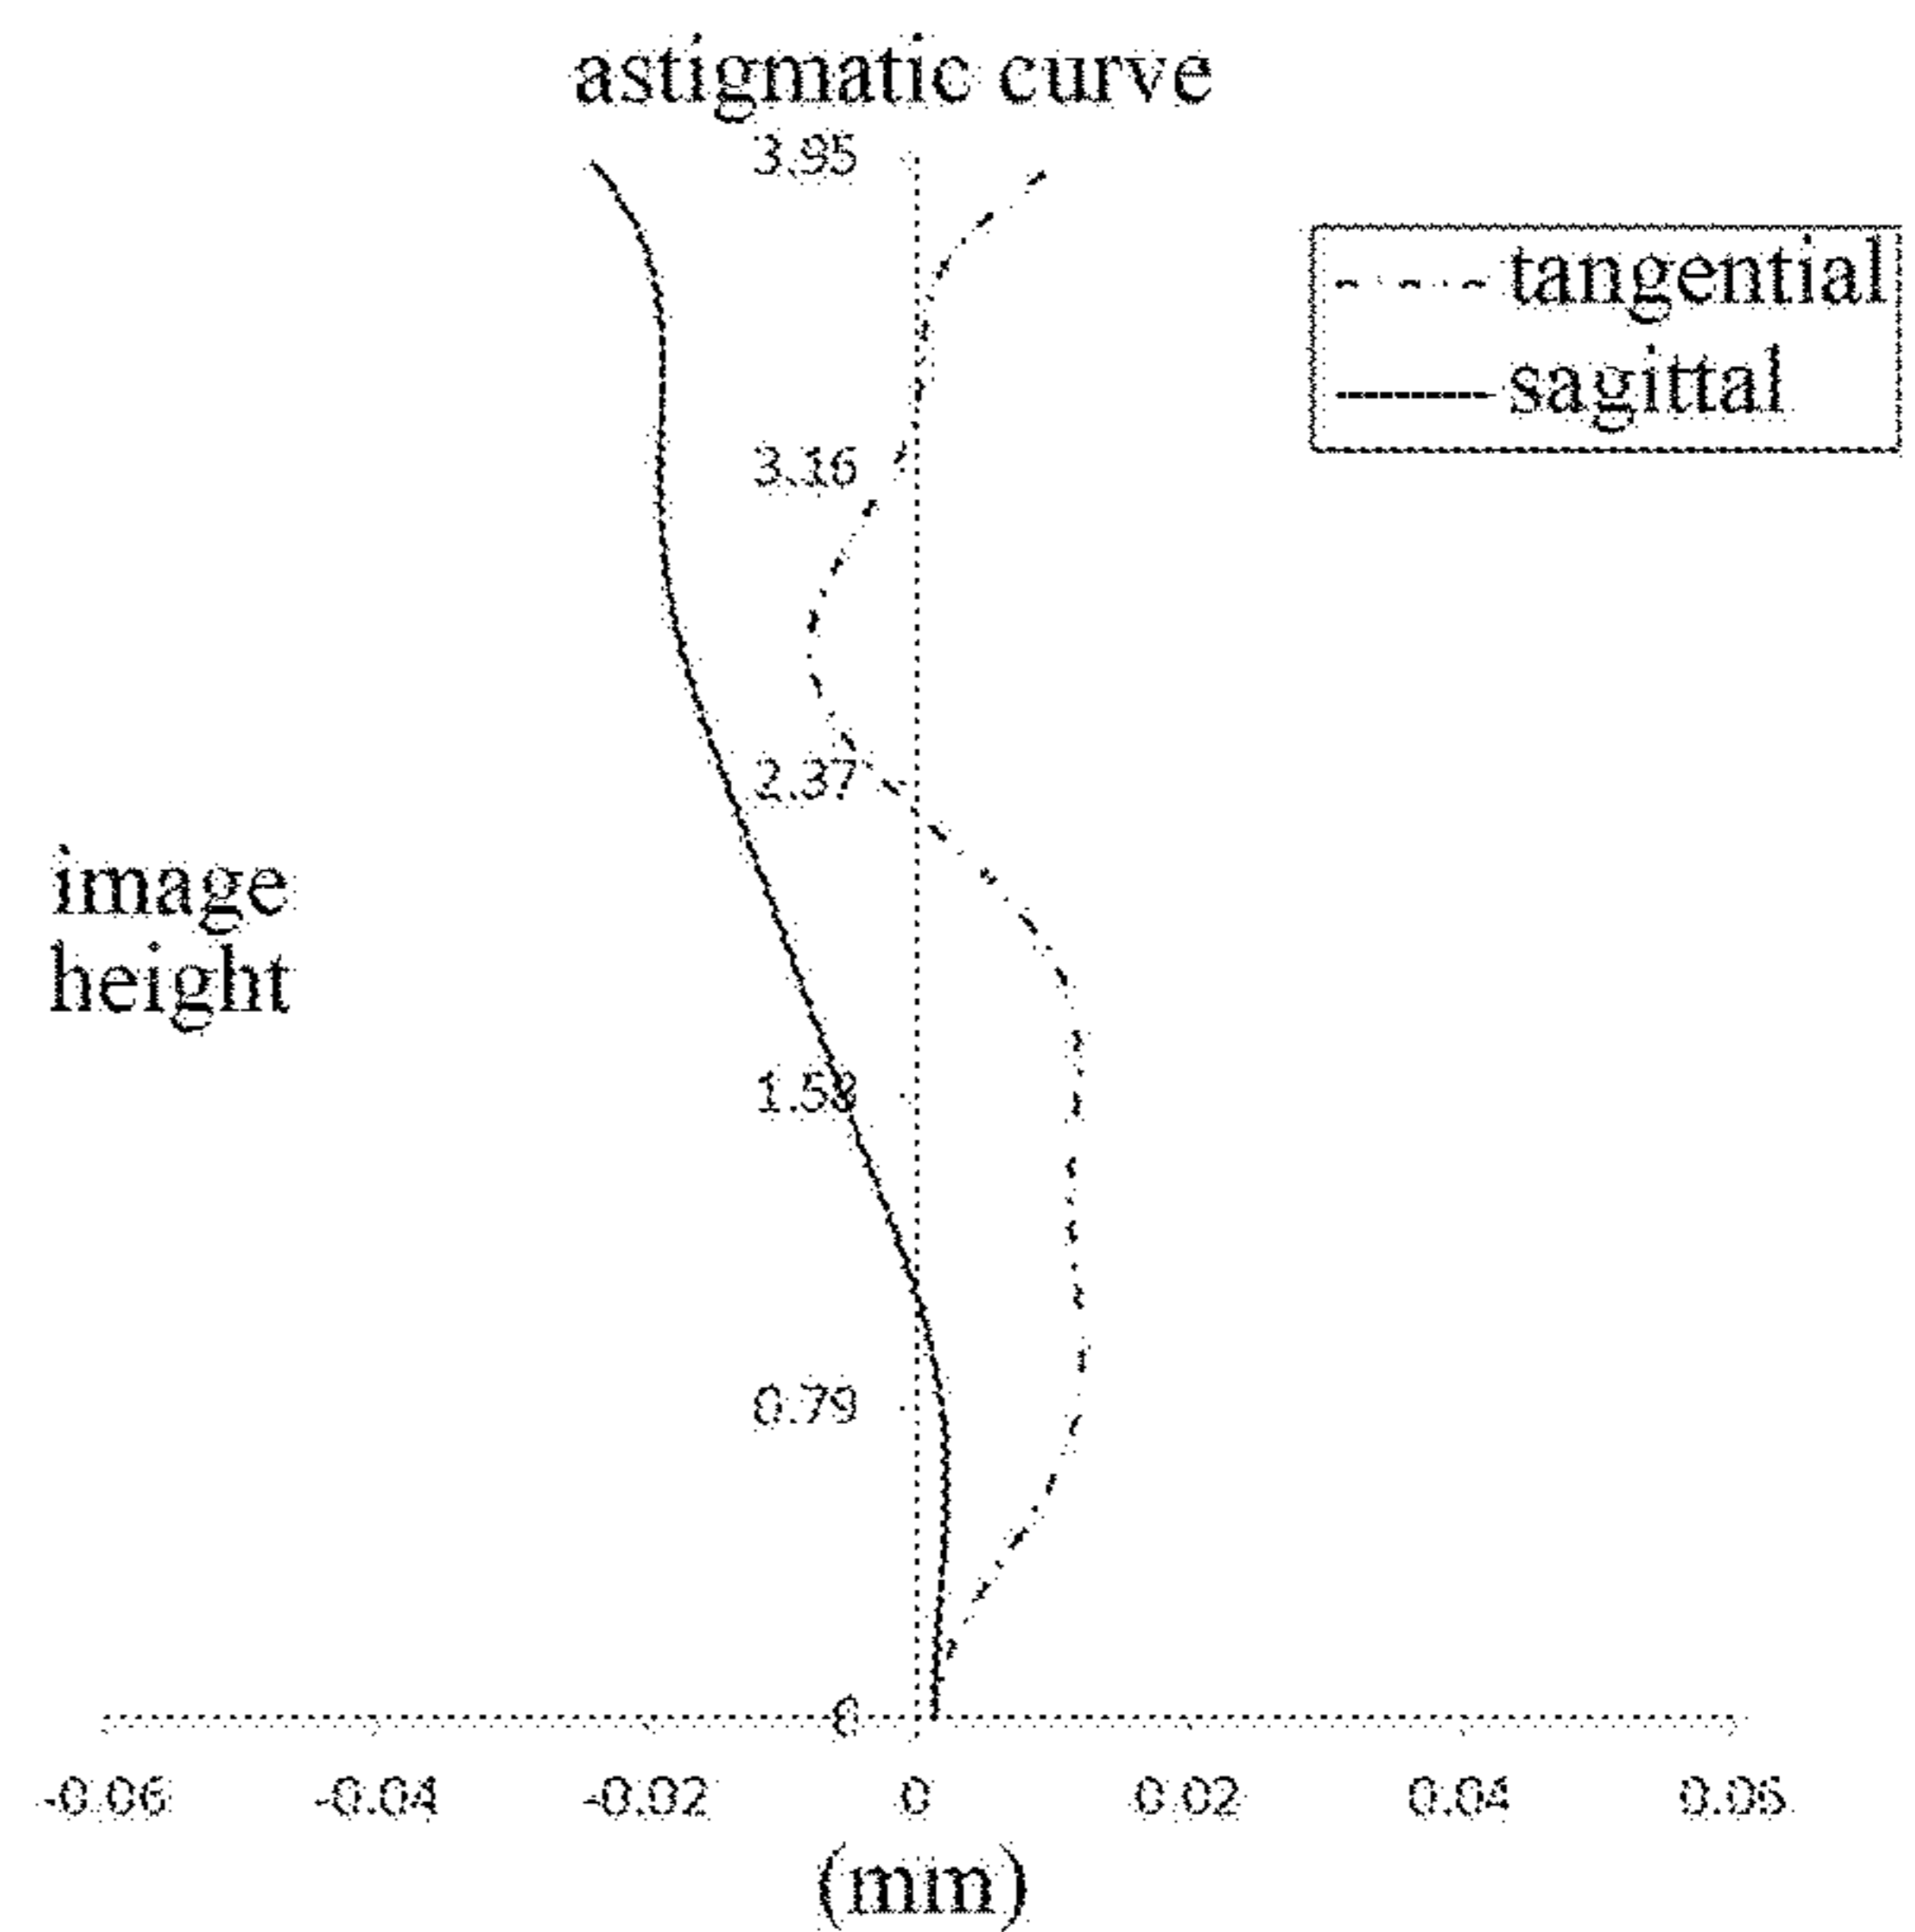 astigmatic curve
3.95
tangential
sagittal
3.16
2.37
image
height
1.58
0.79
0
-0.06 -0.04 -0.02 0 0.02 0.04 0.06
(mm)